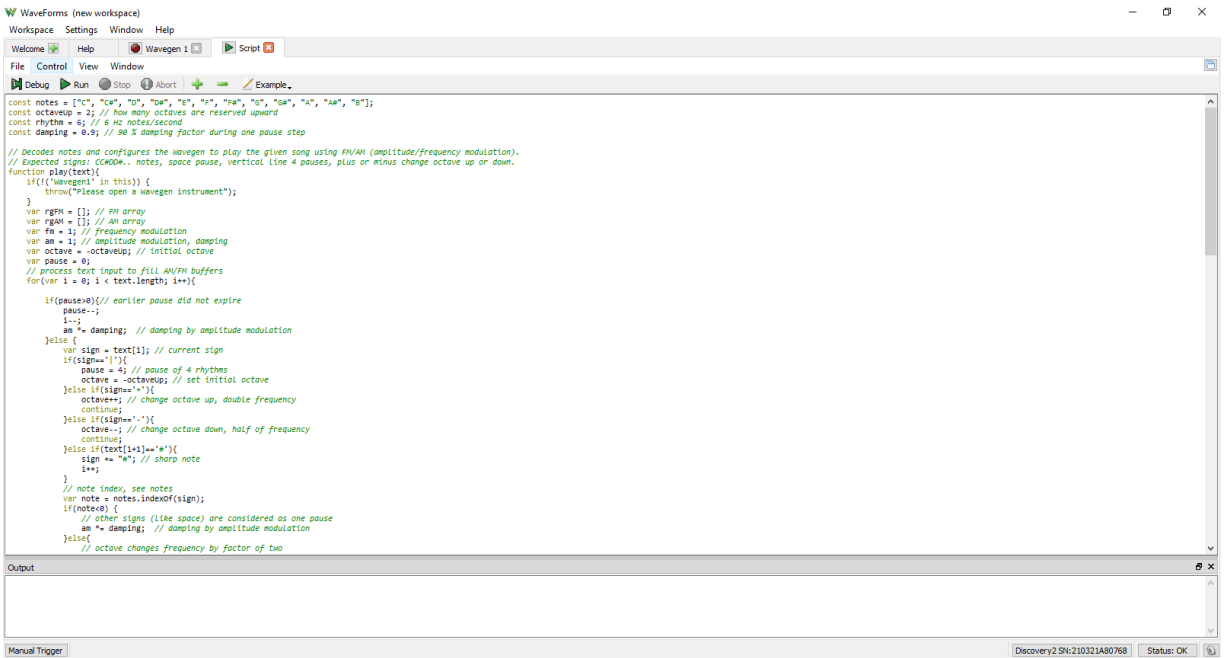 WaveForms (new workspace)
Workspace Settings Window Help
Welcome Help Wavegen 1 Script
File Control View Window
Debug Run Stop Abort Example
const notes = ["C", "C#", "D", "D#", "E", "F", "F#", "G", "G#", "A", "A#", "B"];
const octaveUp = 2; // how many octaves are reserved upward
const rhythm = 6; // 6 Hz notes/second
const damping = 0.9; // 90 % damping factor during one pause step
// Decodes notes and configures the Wavegen to play the given song using FM/AM (amplitude/frequency modulation).
// Expected signs: CC#DD#.. notes, space pause, vertical line 4 pauses, plus or minus change octave up or down.
function play(text){
if(!('Wavegen1' in this)) {
throw("Please open a Wavegen instrument");
}
var rgFM = []; // FM array
var rgAM = []; // AM array
var fm = 1; // frequency modulation
var am = 1; // amplitude modulation, damping
var octave = -octaveUp; // initial octave
var pause = 0;
// process text input to fill AM/FM buffers
for(var i = 0; i < text.length; i++){
if(pause>0){// earlier pause did not expire
pause--;
i--;
am *= damping; // damping by amplitude modulation
}else {
var sign = text[i]; // current sign
if(sign=='|'){
pause = 4; // pause of 4 rhythms
octave = -octaveUp; // set initial octave
}else if(sign=='+'){
octave++; // change octave up, double frequency
continue;
}else if(sign=='-'){
octave--; // change octave down, half of frequency
continue;
}else if(text[i+1]=='#'){
sign += "#"; // sharp note
i++;
}
// note index, see notes
var note = notes.indexOf(sign);
if(note<0) {
// other signs (like space) are considered as one pause
am *= damping; // damping by amplitude modulation
}else{
// octave changes frequency by factor of two
Output
Manual Trigger Discovery2 SN:210321A80768 Status: OK